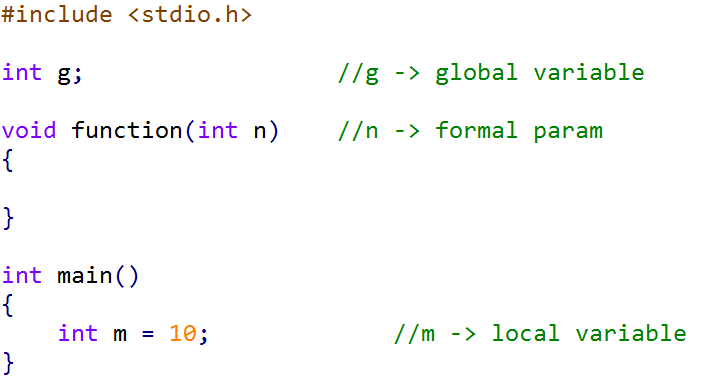 #include <stdio.h>
int g; //g -> global variable
void function(int n) //n -> formal param
{
}
int main()
{
int m = 10; //m -> local variable
}